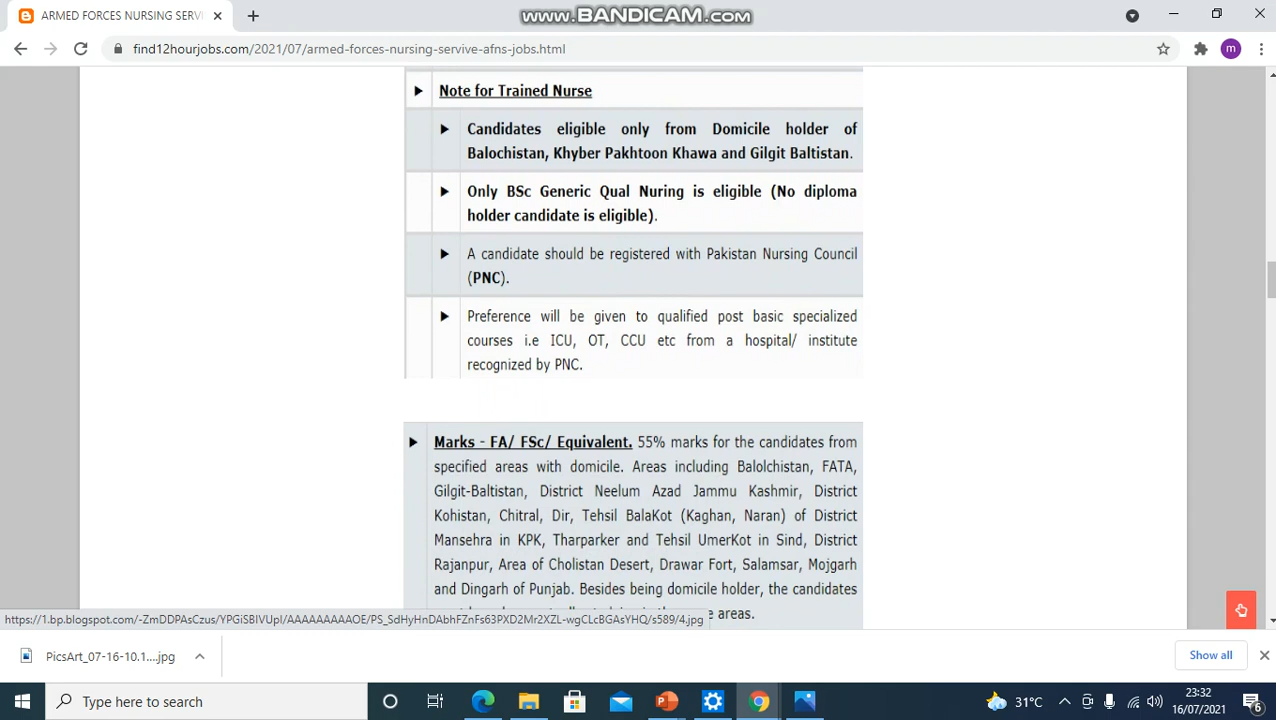 www.BANDICAM.com
ARMED FORCES NURSING SERVI
find12hourjobs.com/2021/07/armed-forces-nursing-servive-afns-jobs.html
m
Note for Trained Nurse
Candidates eligible only from Domicile holder of
Balochistan, Khyber Pakhtoon Khawa and Gilgit Baltistan.
Only BSc Generic Qual Nuring is eligible (No diploma
holder candidate is eligible).
A candidate should be registered with Pakistan Nursing Council
(PNC).
Preference will be given to qualified post basic specialized
courses i.e ICU, OT, CCU etc from a hospital/ institute
recognized by PNC.
Marks - FA/ FSc/ Equivalent. 55% marks for the candidates from
specified areas with domicile. Areas including Balolchistan, FATA,
Gilgit-Baltistan, District Neelum Azad Jammu Kashmir, District
Kohistan, Chitral, Dir, Tehsil BalaKot (Kaghan, Naran) of District
Mansehra in KPK, Tharparker and Tehsil UmerKot in Sind, District
Rajanpur, Area of Cholistan Desert, Drawar Fort, Salamsar, Mojgarh
and Dingarh of Punjab. Besides being domicile holder, the candidates
areas.
https://1.bp.blogspot.com/-ZmDDPAsCzus/YPGiSBIVUpI/AAAAAAAAAOE/PS_SdHyHnDAbhFZnFs63PXD2Mr2XZL-wgCLcBGAsYHQ/s589/4.jpg
PicsArt_07-16-10.1....jpg
Show all
Type here to search
31°C
23:32
16/07/2021
6